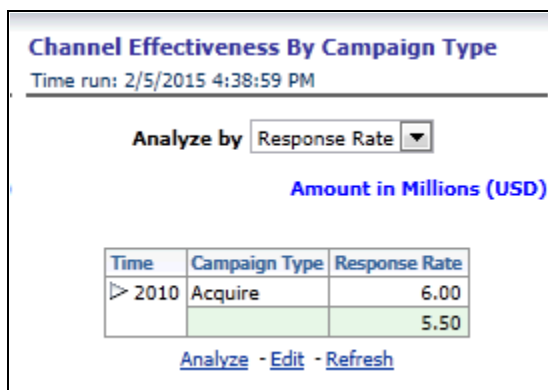 Channel Effectiveness By Campaign Type
Time run: 2/5/2015 4:38:59 PM
Analyze by Response Rate
Amount in Millions (USD)
Time Campaign Type Response Rate
2010 Acquire 6.00
5.50
Analyze - Edit - Refresh